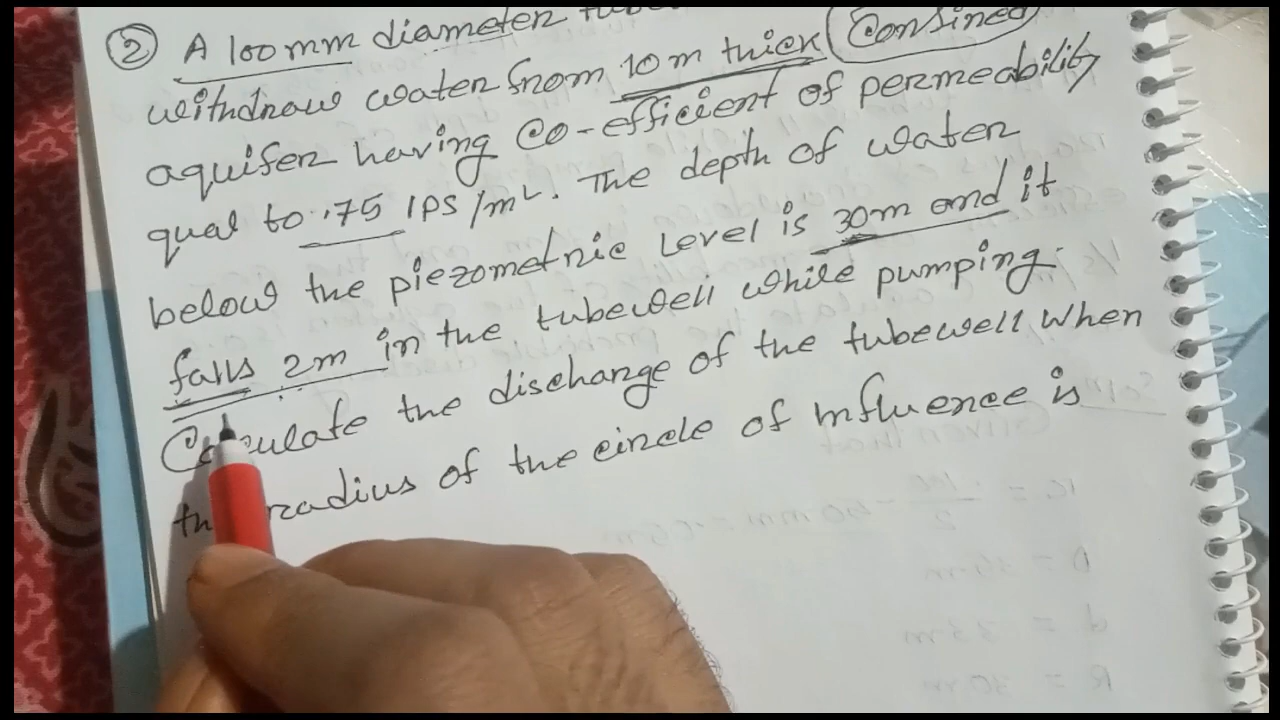 ② A 100mm diameter
withdraw water from 10m thick (Confined)
aquifer having Co-efficient of permeability
qual to .75 lPS/m². The depth of water
below the piezometric level is 30m and it
falls 2m in the tubewell while pumping.
Calculate the discharge of the tubewell when
radius of the circle of influence is